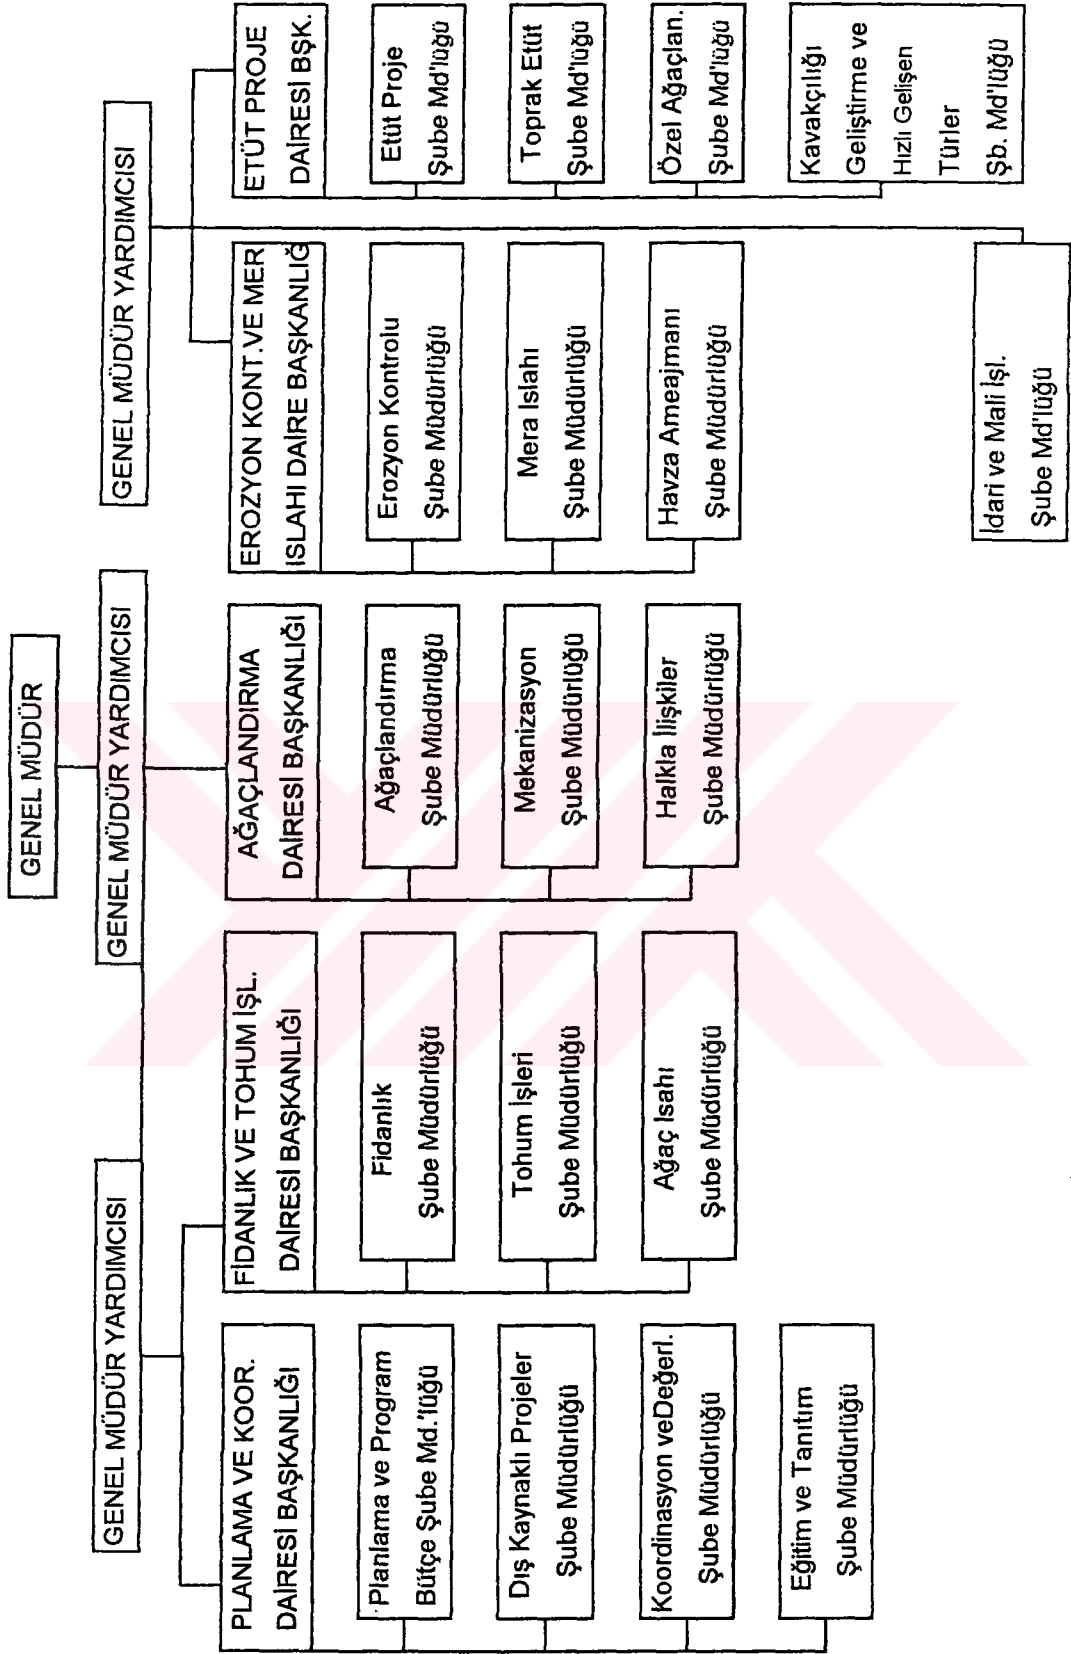 GENEL MÜDÜR
GENEL MÜDÜR YARDIMCISI
GENEL MÜDÜR YARDIMCISI
GENEL MÜDÜR YARDIMCISI
PLANLAMA VE KOOR.
DAİRESİ BAŞKANLIĞI
Planlama ve Program
Bütçe Şube Md.'lüğü
Dış Kaynaklı Projeler
Şube Müdürlüğü
Koordinasyon veDeğerl.
Şube Müdürlüğü
Eğitim ve Tanıtım
Şube Müdürlüğü
FİDANLIK VE TOHUM İŞL.
DAİRESİ BAŞKANLIĞI
Fidanlık
Şube Müdürlüğü
Tohum İşleri
Şube Müdürlüğü
Ağaç Isahı
Şube Müdürlüğü
AĞAÇLANDIRMA
DAİRESİ BAŞKANLIĞI
Ağaçlandırma
Şube Müdürlüğü
Mekanizasyon
Şube Müdürlüğü
Halkla İlişkiler
Şube Müdürlüğü
EROZYON KONT.VE MER
ISLAHI DAİRE BAŞKANLIĞ
Erozyon Kontrolu
Şube Müdürlüğü
Mera Islahı
Şube Müdürlüğü
Havza Ameajmanı
Şube Müdürlüğü
İdari ve Mali İşl.
Şube Md'lüğü
ETÜT PROJE
DAİRESİ BŞK.
Etüt Proje
Şube Md'lüğü
Toprak Etüt
Şube Md'lüğü
Özel Ağaçlan.
Şube Md'lüğü
Kavakçılığı
Geliştirme ve
Hızlı Gelişen
Türler
Şb. Md'lüğü